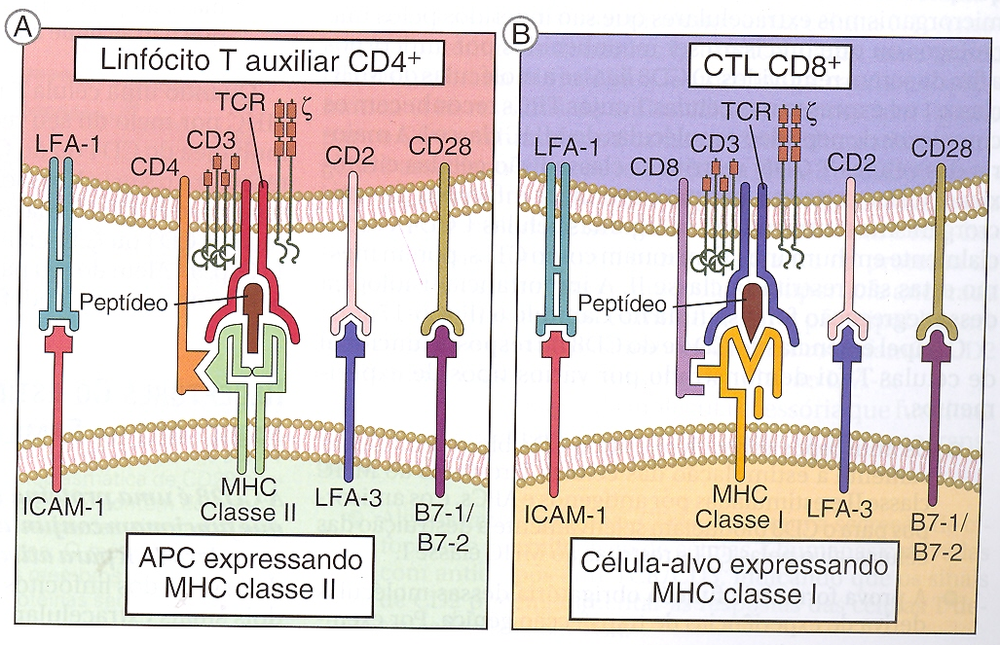 A
Linfócito T auxiliar CD4+
TCR
ζ
LFA-1
CD4
CD3
CD2
CD28
Peptídeo
ICAM-1
MHC
Classe II
LFA-3
B7-1/
B7-2
APC expressando
MHC classe II
B
CTL CD8+
TCR
ζ
LFA-1
CD8
CD3
CD2
CD28
Peptídeo
ICAM-1
MHC
Classe I
LFA-3
B7-1/
B7-2
Célula-alvo expressando
MHC classe